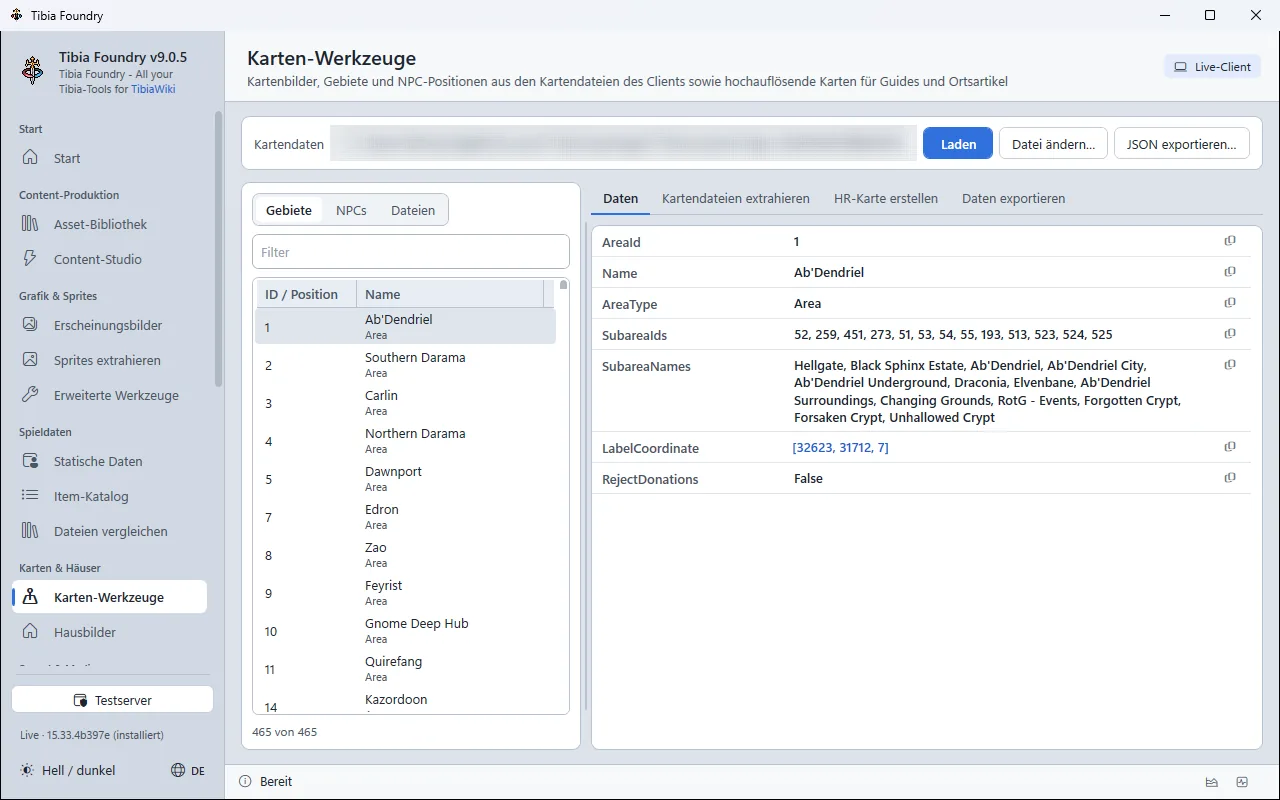 Tibia Foundry
Tibia Foundry v9.0.5
Tibia Foundry - All your
Tibia-Tools for TibiaWiki
Start
Start
Content-Produktion
Asset-Bibliothek
Content-Studio
Grafik & Sprites
Erscheinungsbilder
Sprites extrahieren
Erweiterte Werkzeuge
Spieldaten
Statische Daten
Item-Katalog
Dateien vergleichen
Karten & Häuser
Karten-Werkzeuge
Hausbilder
Testserver
Live · 15.33.4b397e (installiert)
Hell / dunkel
DE
Karten-Werkzeuge
Kartenbilder, Gebiete und NPC-Positionen aus den Kartendateien des Clients sowie hochauflösende Karten für Guides und Ortsartikel
Live-Client
Kartendaten
Laden
Datei ändern...
JSON exportieren...
Gebiete
NPCs
Dateien
Filter
ID / Position
Name
1
Ab'Dendriel
Area
2
Southern Darama
Area
3
Carlin
Area
4
Northern Darama
Area
5
Dawnport
Area
7
Edron
Area
8
Zao
Area
9
Feyrist
Area
10
Gnome Deep Hub
Area
11
Quirefang
Area
14
Kazordoon
465 von 465
Daten
Kartendateien extrahieren
HR-Karte erstellen
Daten exportieren
AreaId
1
Name
Ab'Dendriel
AreaType
Area
SubareaIds
52, 259, 451, 273, 51, 53, 54, 55, 193, 513, 523, 524, 525
SubareaNames
Hellgate, Black Sphinx Estate, Ab'Dendriel, Ab'Dendriel City,
Ab'Dendriel Underground, Draconia, Elvenbane, Ab'Dendriel
Surroundings, Changing Grounds, RotG - Events, Forgotten Crypt,
Forsaken Crypt, Unhallowed Crypt
LabelCoordinate
[32623, 31712, 7]
RejectDonations
False
Bereit